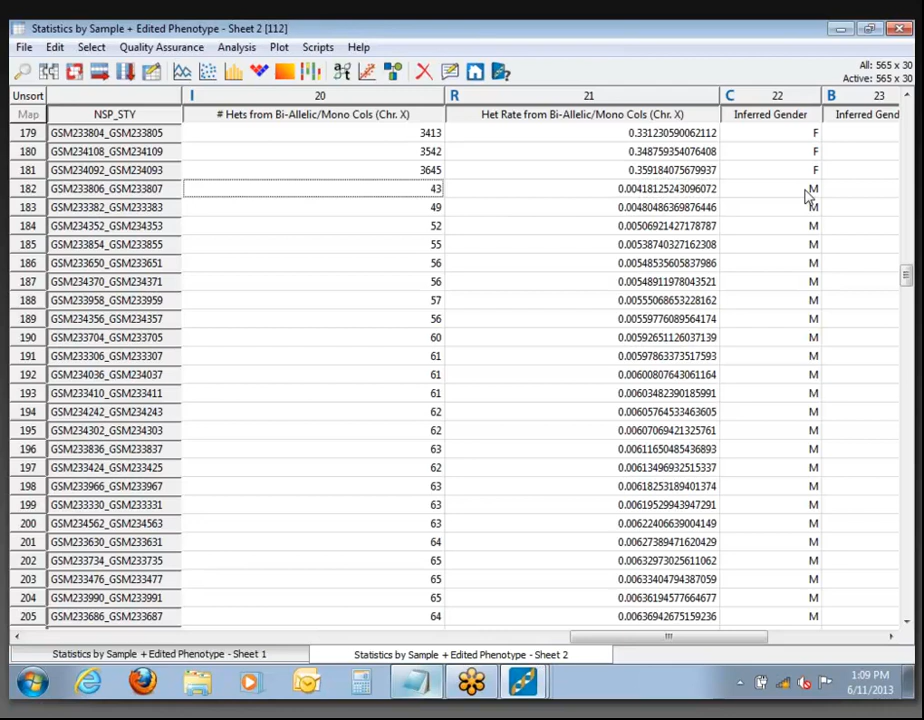 Statistics by Sample + Edited Phenotype - Sheet 2 [112]
File Edit Select Quality Assurance Analysis Plot Scripts Help
All: 565 x 30
Active: 565 x 30
Unsort I 20 R 21 C 22 B 23
Map NSP_STY # Hets from Bi-Allelic/Mono Cols (Chr. X) Het Rate from Bi-Allelic/Mono Cols (Chr. X) Inferred Gender Inferred Gend
179 GSM233804_GSM233805 3413 0.331230590062112 F
180 GSM234108_GSM234109 3542 0.348759354076408 F
181 GSM234092_GSM234093 3645 0.359184075679937 F
182 GSM233806_GSM233807 43 0.00418125243096072 M
183 GSM233382_GSM233383 49 0.00480486369876446 M
184 GSM234352_GSM234353 52 0.00506921427178787 M
185 GSM233854_GSM233855 55 0.00538740327162308 M
186 GSM233650_GSM233651 56 0.00548535605837986 M
187 GSM234370_GSM234371 56 0.00548911978043521 M
188 GSM233958_GSM233959 57 0.00555068653228162 M
189 GSM234356_GSM234357 56 0.00559776089564174 M
190 GSM233704_GSM233705 60 0.00592651126037139 M
191 GSM233306_GSM233307 61 0.00597863373517593 M
192 GSM234036_GSM234037 61 0.00600807643061164 M
193 GSM233410_GSM233411 61 0.00603482390185991 M
194 GSM234242_GSM234243 62 0.00605764533463605 M
195 GSM234302_GSM234303 62 0.00607069421325761 M
196 GSM233836_GSM233837 63 0.00611650485436893 M
197 GSM233424_GSM233425 62 0.00613496932515337 M
198 GSM233966_GSM233967 63 0.00618253189401374 M
199 GSM233330_GSM233331 63 0.00619529943947291 M
200 GSM234562_GSM234563 63 0.00622406639004149 M
201 GSM233630_GSM233631 64 0.00627389471620429 M
202 GSM233734_GSM233735 65 0.00632973025611062 M
203 GSM233476_GSM233477 65 0.00633404794387059 M
204 GSM233990_GSM233991 65 0.00636194577664677 M
205 GSM233686_GSM233687 64 0.00636942675159236 M
Statistics by Sample + Edited Phenotype - Sheet 1 Statistics by Sample + Edited Phenotype - Sheet 2
1:09 PM
6/11/2013